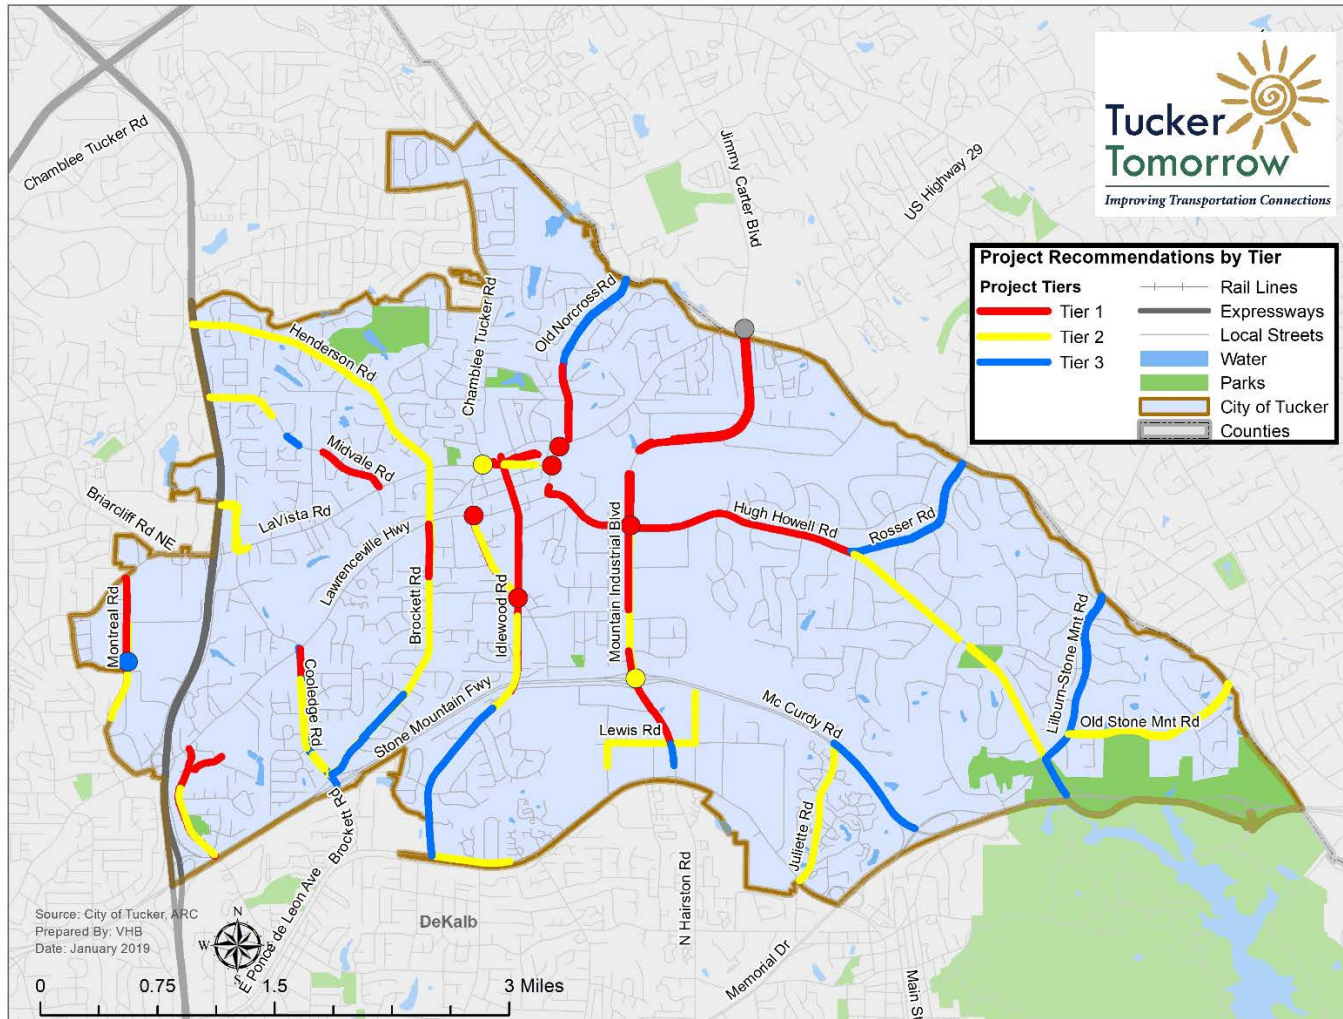 Tucker
Tomorrow
Improving Transportation Connections
Project Recommendations by Tier
Project Tiers
Tier 1
Tier 2
Tier 3
Rail Lines
Expressways
Local Streets
Water
Parks
City of Tucker
Counties
Chamblee Tucker Rd
Jimmy Carter Blvd
US Highway 29
Chamblee Tucker Rd
Old Norcross Rd
Henderson Rd
Midvale Rd
Briarcliff Rd NE
LaVista Rd
Lawrenceville Hwy
Hugh Howell Rd
Rosser Rd
Mountain Industrial Blvd
Brockett Rd
Idlewood Rd
Montreal Rd
Cooledge Rd
Stone Mountain Fwy
Lewis Rd
Mc Curdy Rd
Lilburn-Stone Mnt Rd
Old Stone Mnt Rd
Juliette Rd
Brockett Rd
E Ponce de Leon Ave
N Hairston Rd
Memorial Dr
Main St
DeKalb
Source: City of Tucker, ARC
Prepared By: VHB
Date: January 2019
N
W
E
S
0 0.75 1.5 3 Miles